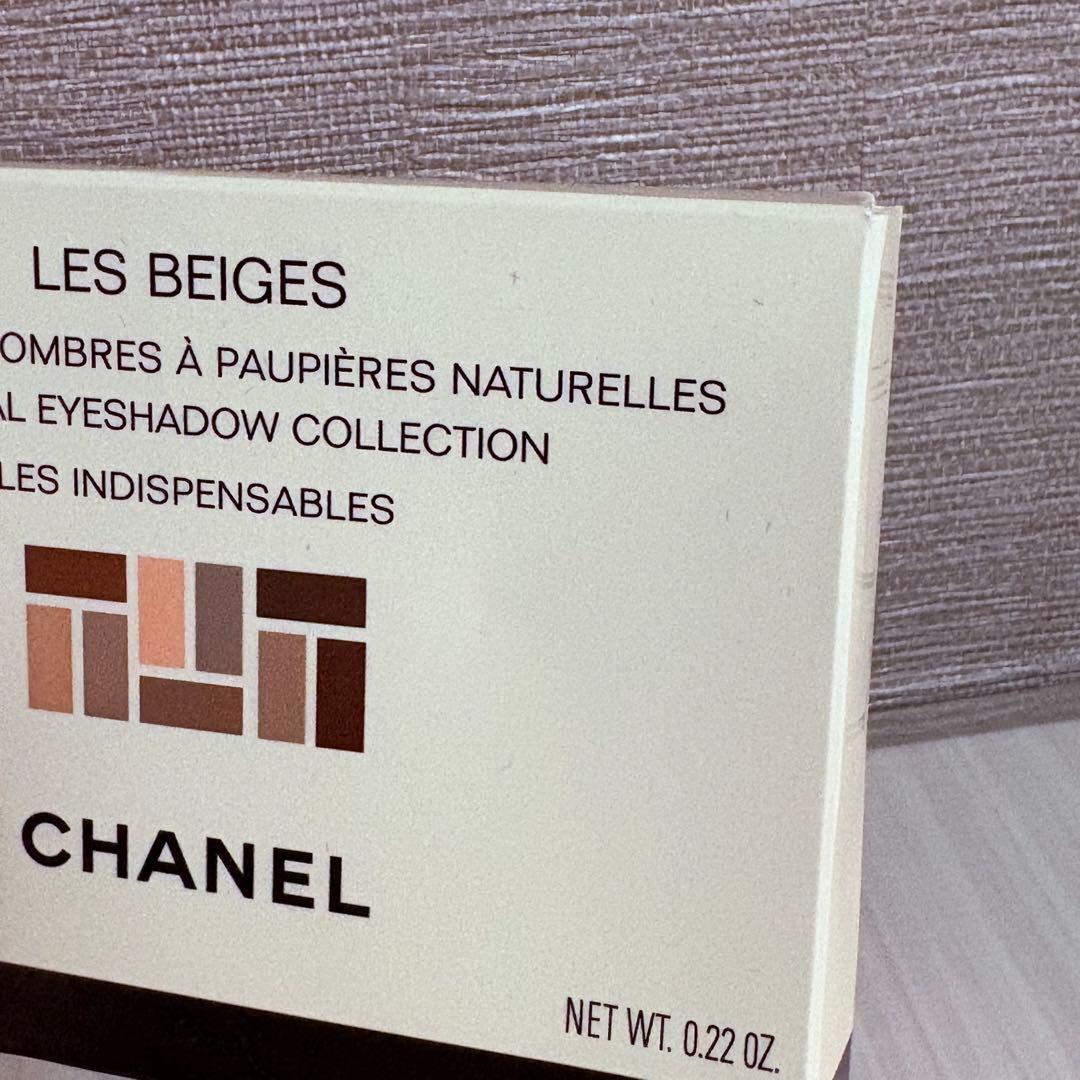 LES BEIGES
OMBRES À PAUPIÈRES NATURELLES
AL EYESHADOW COLLECTION
LES INDISPENSABLES
CHANEL
NET WT. 0.22 OZ.